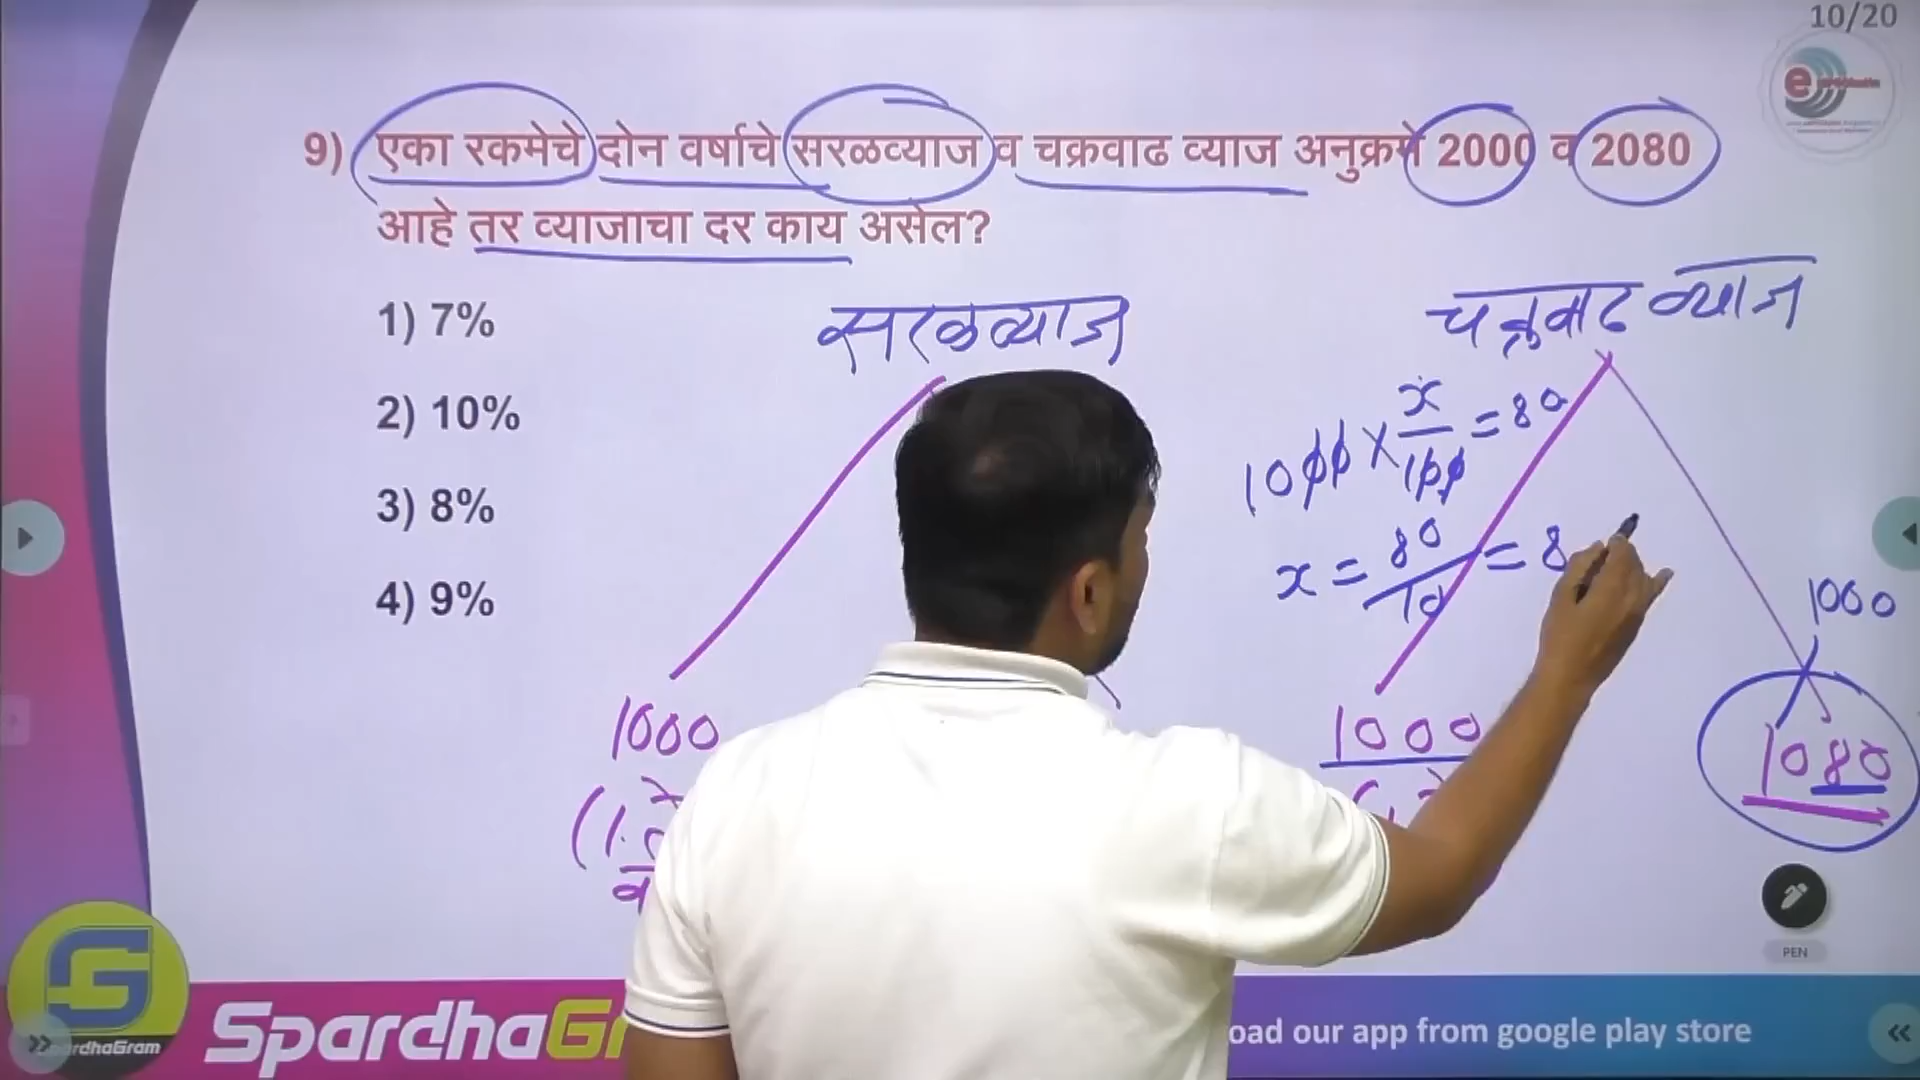 10/20
9) एका रकमेचे दोन वर्षाचे सरळव्याज व चक्रवाढ व्याज अनुक्रमे 2000 व 2080
आहे तर व्याजाचा दर काय असेल?
1) 7%
2) 10%
3) 8%
4) 9%
सरळव्याज
1000
चक्रवाढ व्याज
1000 × x/100 = 80
x = 80/10 = 8
1000
1000
1080
PEN
SpardhaGram
SpardhaGr
oad our app from google play store